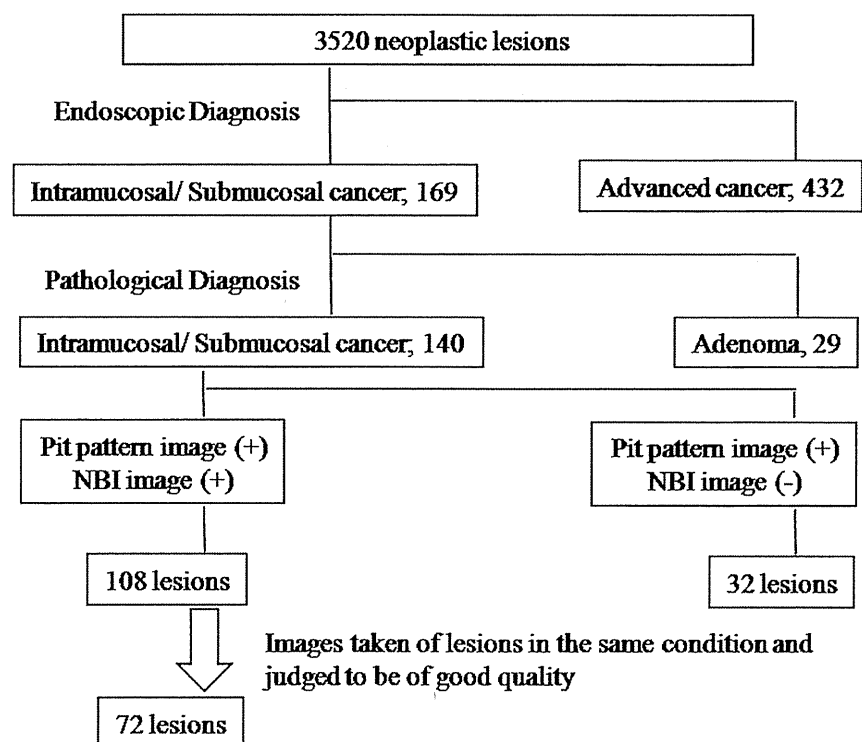 3520 neoplastic lesions
Endoscopic Diagnosis
Intramucosal/ Submucosal cancer; 169
Advanced cancer; 432
Pathological Diagnosis
Intramucosal/ Submucosal cancer; 140
Adenoma, 29
Pit pattern image (+)
NBI image (+)
Pit pattern image (+)
NBI image (-)
108 lesions
32 lesions
Images taken of lesions in the same condition and
judged to be of good quality
72 lesions